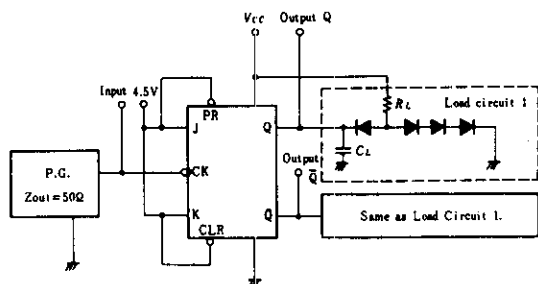 Vcc
Output Q
Input 4.5V
PR
J
Q
CK
K
CLR
Q
P.G.
Zout=50Ω
RL
Load circuit 1
CL
Output
Q̅
Same as Load Circuit 1.